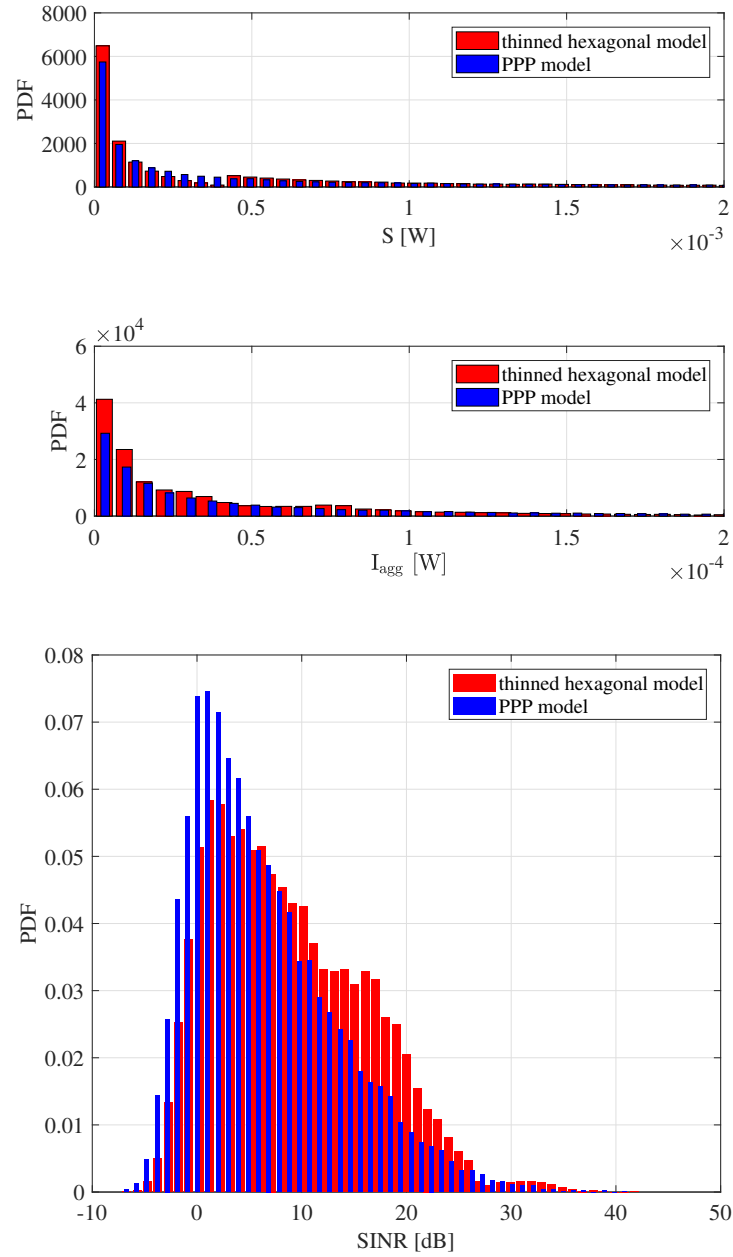 8000
6000
4000
2000
0
PDF
thinned hexagonal model
PPP model
0 0.5 1 1.5 2
S [W]
×10^-3
×10^4
6
4
2
0
PDF
thinned hexagonal model
PPP model
0 0.5 1 1.5 2
I_agg [W]
×10^-4
0.08
0.07
0.06
0.05
0.04
0.03
0.02
0.01
0
PDF
thinned hexagonal model
PPP model
-10 0 10 20 30 40 50
SINR [dB]